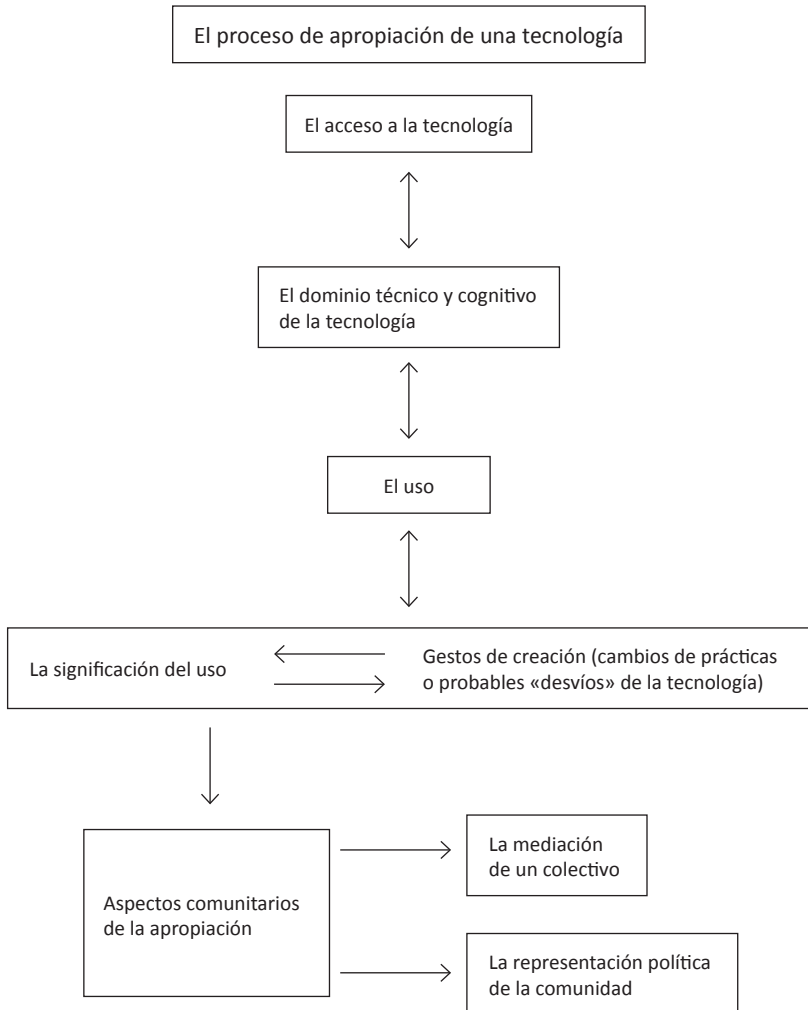 El proceso de apropiación de una tecnología
El acceso a la tecnología
El dominio técnico y cognitivo
de la tecnología
El uso
La significación del uso
Gestos de creación (cambios de prácticas
o probables «desvíos» de la tecnología)
Aspectos comunitarios
de la apropiación
La mediación
de un colectivo
La representación política
de la comunidad